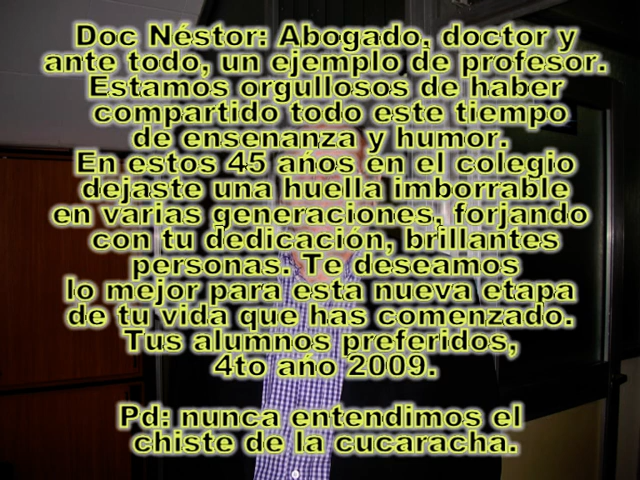 Doc Néstor: Abogado, doctor y
ante todo, un ejemplo de profesor.
Estamos orgullosos de haber
compartido todo este tiempo
de ensenanza y humor.
En estos 45 ańos en el colegio
dejaste una huella imborrable
en varias generaciones, forjando
con tu dedicación, brillantes
personas. Te deseamos
lo mejor para esta nueva etapa
de tu vida que has comenzado.
Tus alumnos preferidos,
4to ańo 2009.
Pd: nunca entendimos el
chiste de la cucaracha.